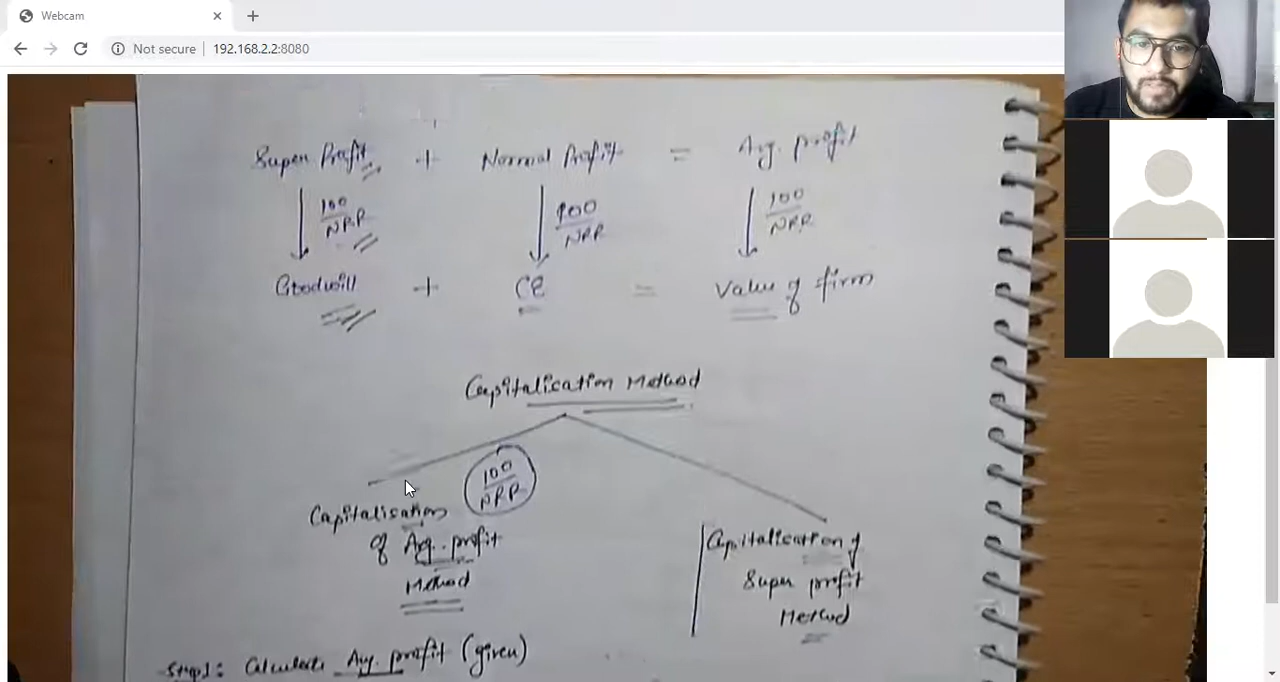 Webcam
Not secure 192.168.2.2:8080
Super Profit + Normal Profit = Avg. profit
100 100 100
NRR NRR NRR
Goodwill + CE = Value of firm
Capitalisation Method
100
NRR
Capitalisation
of Avg. profit
Method
Capitalisation of
Super profit
Method
Step1: Calculate Avg. profit (given)